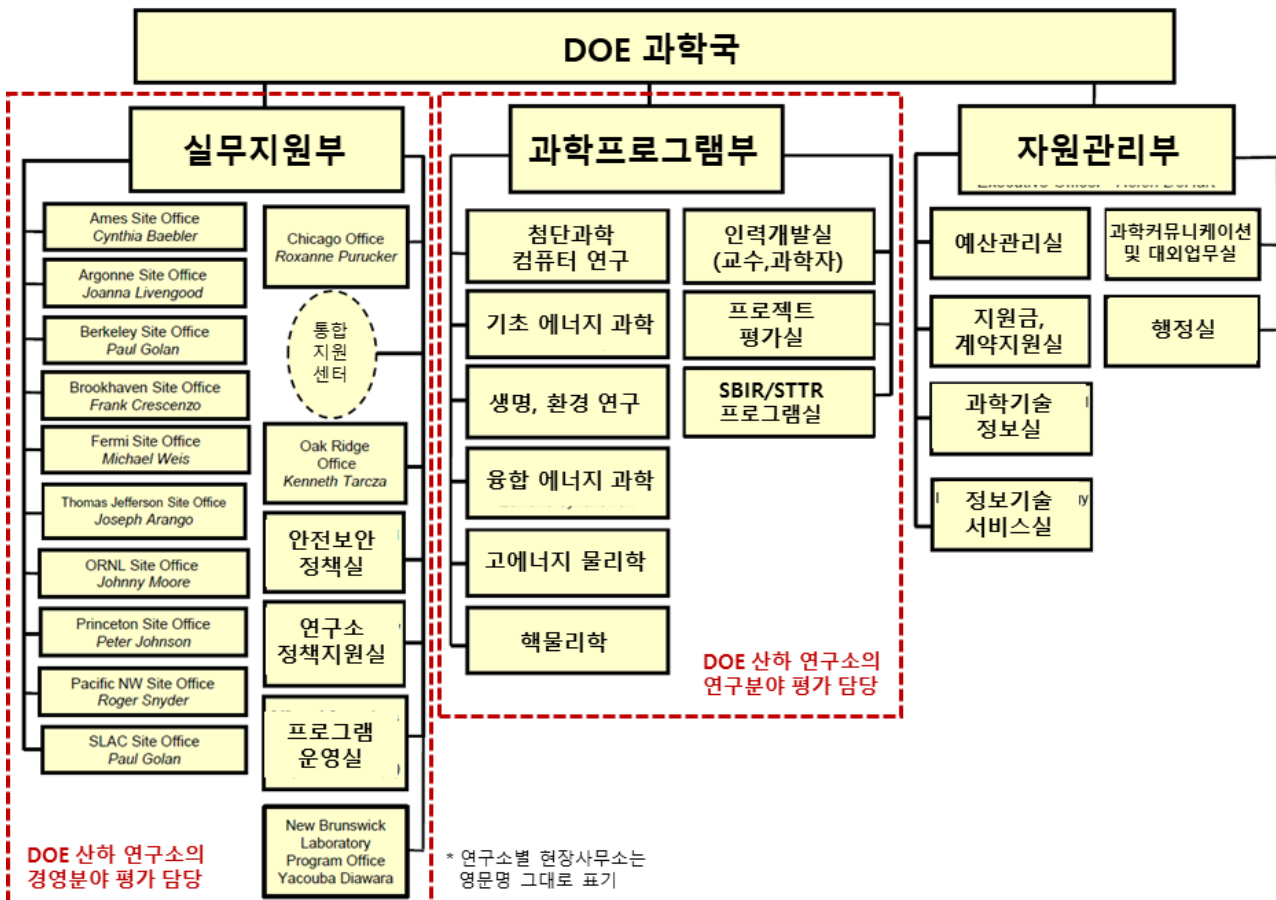 DOE 과학국
실무지원부
Ames Site Office
Cynthia Baebler
Argonne Site Office
Joanna Livengood
Berkeley Site Office
Paul Golan
Brookhaven Site Office
Frank Crescenzo
Fermi Site Office
Michael Weis
Thomas Jefferson Site Office
Joseph Arango
ORNL Site Office
Johnny Moore
Princeton Site Office
Peter Johnson
Pacific NW Site Office
Roger Snyder
SLAC Site Office
Paul Golan
Chicago Office
Roxanne Purucker
통합
지원
센터
Oak Ridge
Office
Kenneth Tarcza
안전보안
정책실
연구소
정책지원실
프로그램
운영실
New Brunswick
Laboratory
Program Office
Yacouba Diawara
DOE 산하 연구소의
경영분야 평가 담당
과학프로그램부
첨단과학
컴퓨터 연구
기초 에너지 과학
생명, 환경 연구
융합 에너지 과학
고에너지 물리학
핵물리학
인력개발실
(교수,과학자)
프로젝트
평가실
SBIR/STTR
프로그램실
DOE 산하 연구소의
연구분야 평가 담당
자원관리부
예산관리실
지원금,
계약지원실
과학기술
정보실
정보기술
서비스실
과학커뮤니케이션
및 대외업무실
행정실
* 연구소별 현장사무소는
영문명 그대로 표기